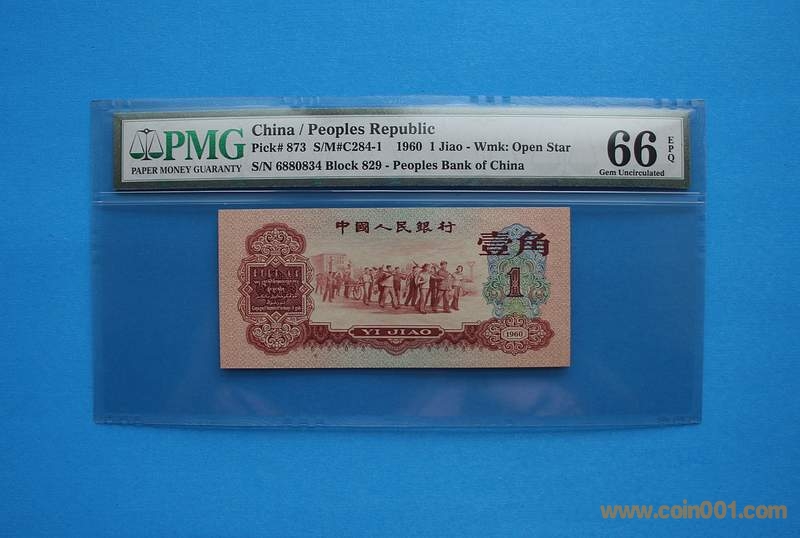 PMG
PAPER MONEY GUARANTY
China / Peoples Republic
Pick# 873 S/M#C284-1 1960 1 Jiao - Wmk: Open Star
S/N 6880834 Block 829 - Peoples Bank of China
66
EPQ
Gem Uncirculated
中國人民銀行
壹角
1
YI JIAO
1960
www.coin001.com